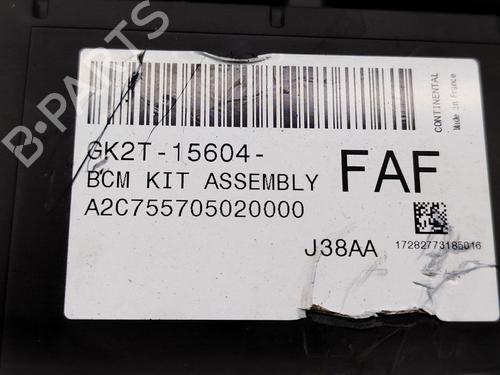 B-PARTS
CONTINENTAL
Made in France
GK2T-15604-
BCM KIT ASSEMBLY
FAF
A2C755705020000
J38AA
17282773185016